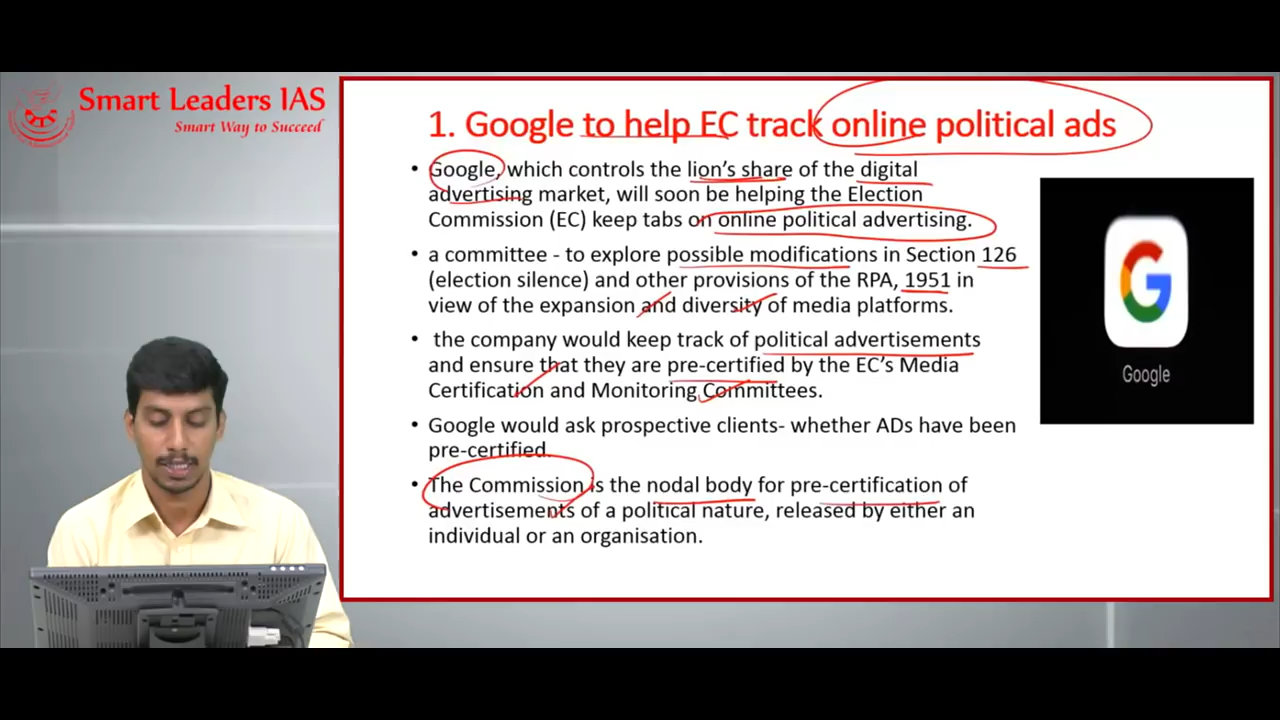 Smart Leaders IAS
Smart Way to Succeed
1. Google to help EC track online political ads
• Google, which controls the lion's share of the digital
advertising market, will soon be helping the Election
Commission (EC) keep tabs on online political advertising.
• a committee - to explore possible modifications in Section 126
(election silence) and other provisions of the RPA, 1951 in
view of the expansion and diversity of media platforms.
• the company would keep track of political advertisements
and ensure that they are pre-certified by the EC's Media
Certification and Monitoring Committees.
• Google would ask prospective clients- whether ADs have been
pre-certified.
• The Commission is the nodal body for pre-certification of
advertisements of a political nature, released by either an
individual or an organisation.
G
Google